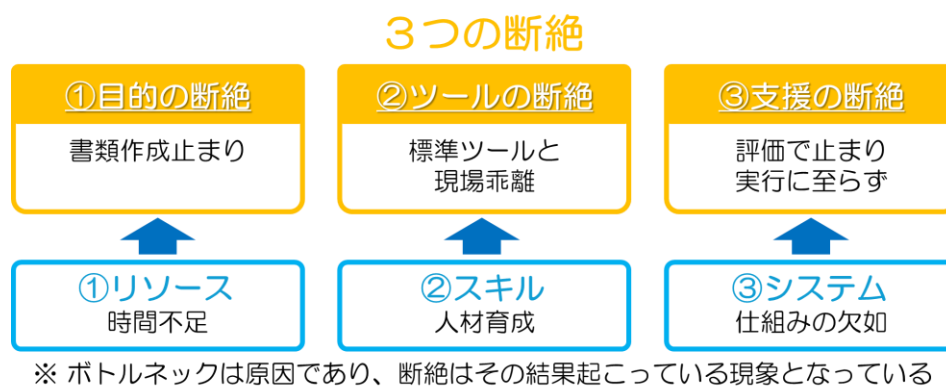 ３つの断絶
①目的の断絶
書類作成止まり
②ツールの断絶
標準ツールと
現場乖離
③支援の断絶
評価で止まり
実行に至らず
①リソース
時間不足
②スキル
人材育成
③システム
仕組みの欠如
※ ボトルネックは原因であり、断絶はその結果起こっている現象となっている